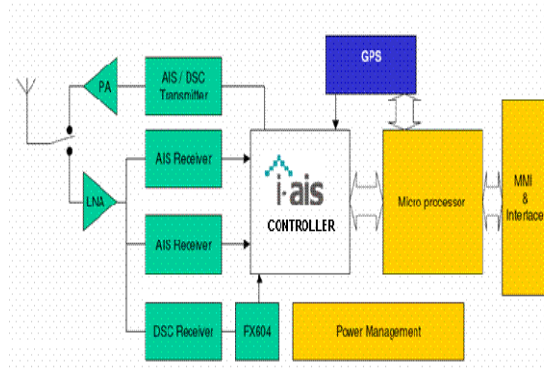 GPS
PA
AIS / DSC
Transmitter
AIS Receiver
LNA
i-ais
CONTROLLER
Micro processor
MMI
&
Interface
AIS Receiver
DSC Receiver
FX604
Power Management